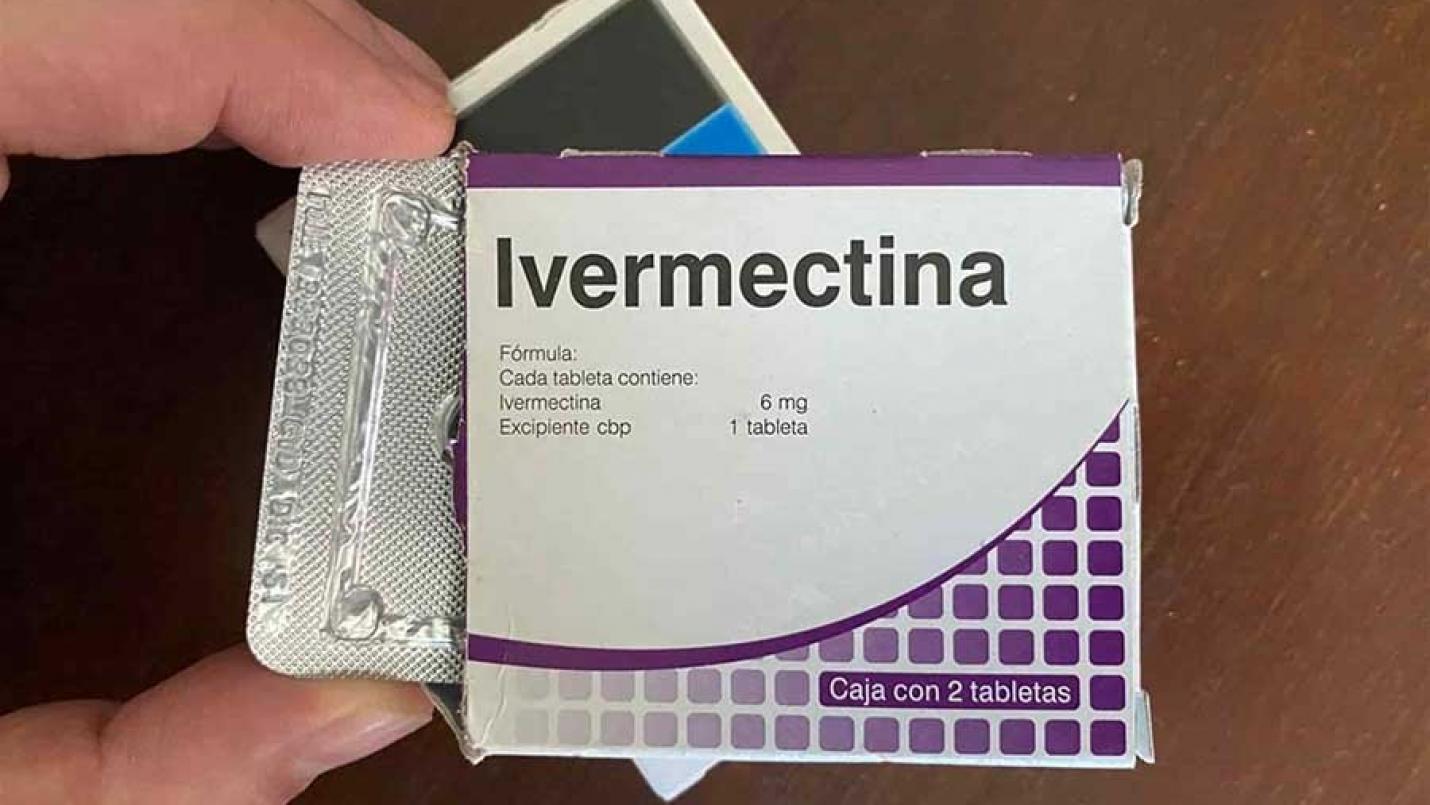 Ivermectina
Fórmula:
Cada tableta contiene:
Ivermectina 6 mg
Excipiente cbp 1 tableta
Caja con 2 tabletas